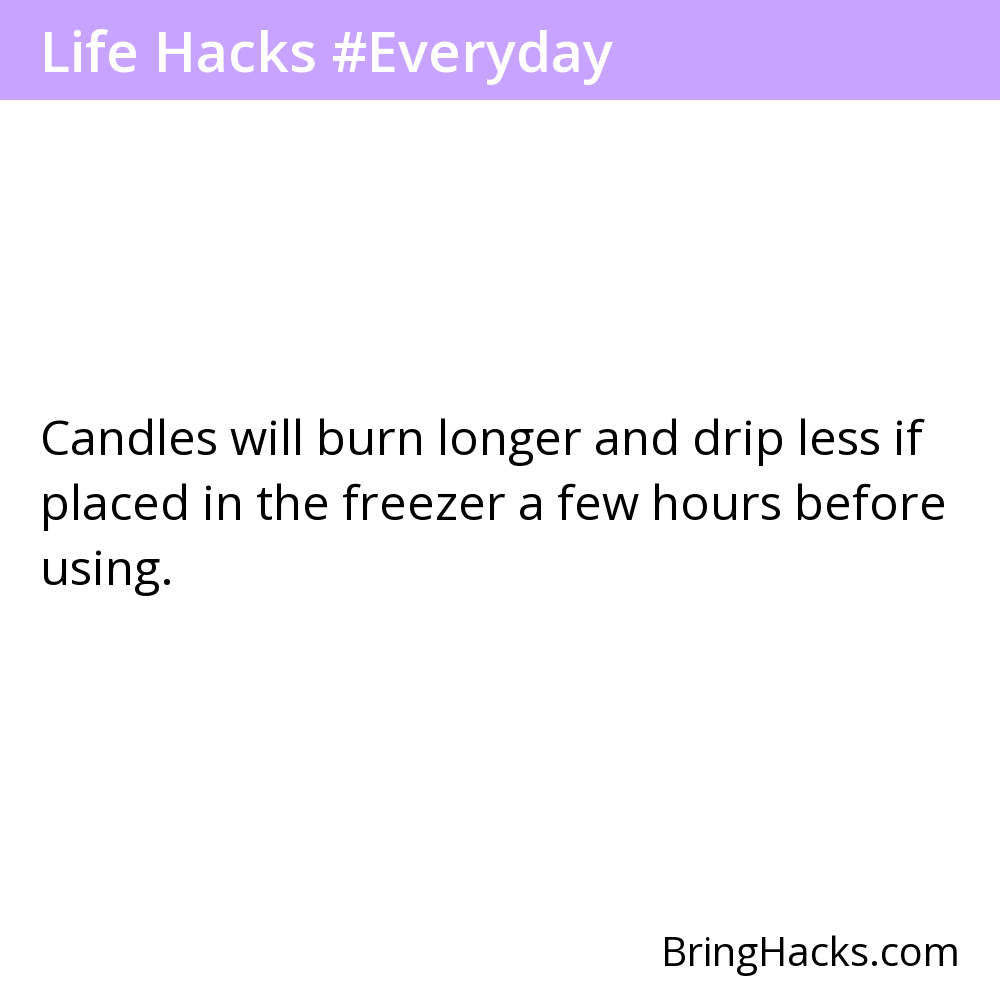 Life Hacks #Everyday
Candles will burn longer and drip less if
placed in the freezer a few hours before
using.
BringHacks.com